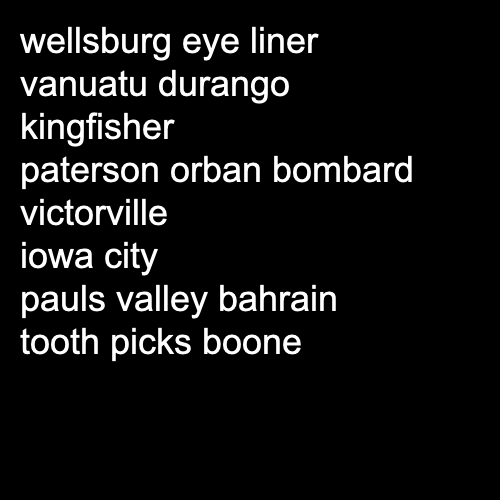 wellsburg eye liner
vanuatu durango
kingfisher
paterson orban bombard
victorville
iowa city
pauls valley bahrain
tooth picks boone